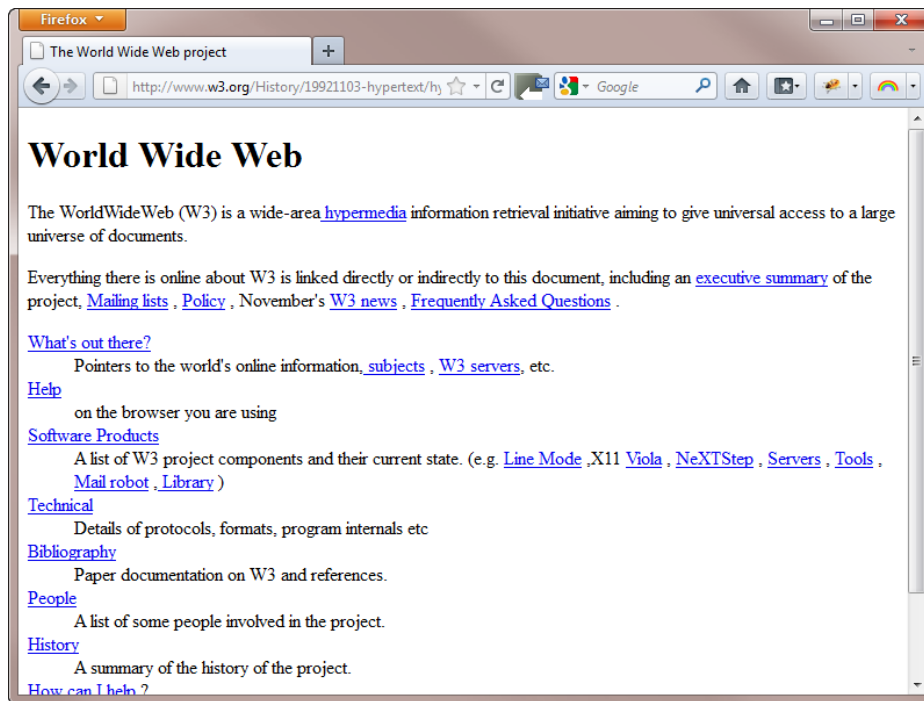 Firefox
The World Wide Web project
http://www.w3.org/History/19921103-hypertext/hy
Google
World Wide Web
The WorldWideWeb (W3) is a wide-area hypermedia information retrieval initiative aiming to give universal access to a large
universe of documents.
Everything there is online about W3 is linked directly or indirectly to this document, including an executive summary of the
project, Mailing lists , Policy , November's W3 news , Frequently Asked Questions .
What's out there?
Pointers to the world's online information, subjects , W3 servers, etc.
Help
on the browser you are using
Software Products
A list of W3 project components and their current state. (e.g. Line Mode ,X11 Viola , NeXTStep , Servers , Tools ,
Mail robot , Library )
Technical
Details of protocols, formats, program internals etc
Bibliography
Paper documentation on W3 and references.
People
A list of some people involved in the project.
History
A summary of the history of the project.
How can I help ?